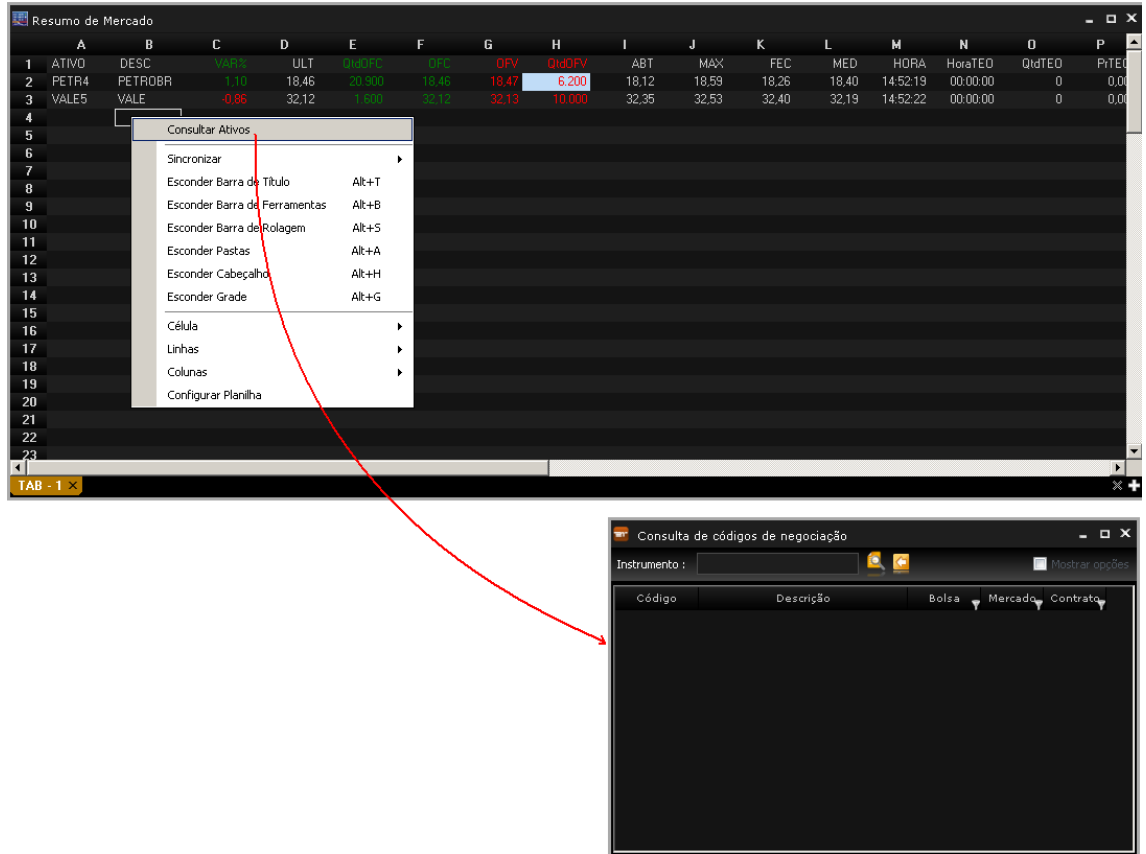 Resumo de Mercado
A B C D E F G H I J K L M N O P
1 ATIVO DESC VAR% ULT QtdOFC OFC OFV QtdOFV ABT MAX FEC MED HORA HoraTEO QtdTEO PrTEO
2 PETR4 PETROBR 1,10 18,46 20.900 18,46 18,47 6.200 18,12 18,59 18,26 18,40 14:52:19 00:00:00 0 0,00
3 VALE5 VALE -0,86 32,12 1.600 32,12 32,13 10.000 32,35 32,53 32,40 32,19 14:52:22 00:00:00 0 0,00
4
5
6
7
8
9
10
11
12
13
14
15
16
17
18
19
20
21
22
23
Consultar Ativos
Sincronizar
Esconder Barra de Título Alt+T
Esconder Barra de Ferramentas Alt+B
Esconder Barra de Rolagem Alt+S
Esconder Pastas Alt+A
Esconder Cabeçalho Alt+H
Esconder Grade Alt+G
Célula
Linhas
Colunas
Configurar Planilha
TAB - 1
Consulta de códigos de negociação
Instrumento : Mostrar opções
Código Descrição Bolsa Mercado Contrato